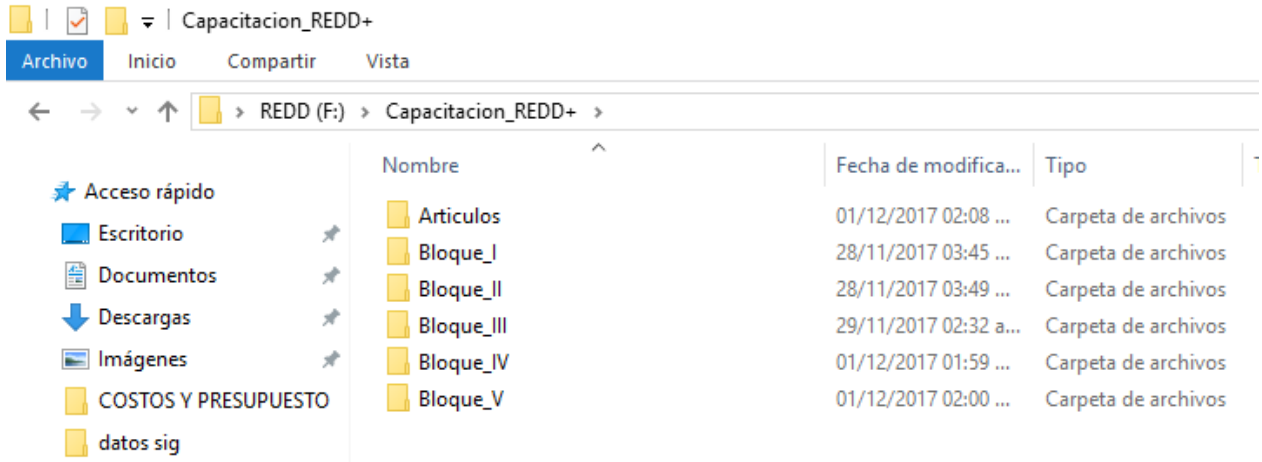 Capacitacion_REDD+
Archivo Inicio Compartir Vista
REDD (F:) > Capacitacion_REDD+ >
Nombre Fecha de modifica... Tipo
Acceso rápido
Escritorio
Documentos
Descargas
Imágenes
COSTOS Y PRESUPUESTO
datos sig
Articulos 01/12/2017 02:08 ... Carpeta de archivos
Bloque_I 28/11/2017 03:45 ... Carpeta de archivos
Bloque_II 28/11/2017 03:49 ... Carpeta de archivos
Bloque_III 29/11/2017 02:32 a... Carpeta de archivos
Bloque_IV 01/12/2017 01:59 ... Carpeta de archivos
Bloque_V 01/12/2017 02:00 ... Carpeta de archivos